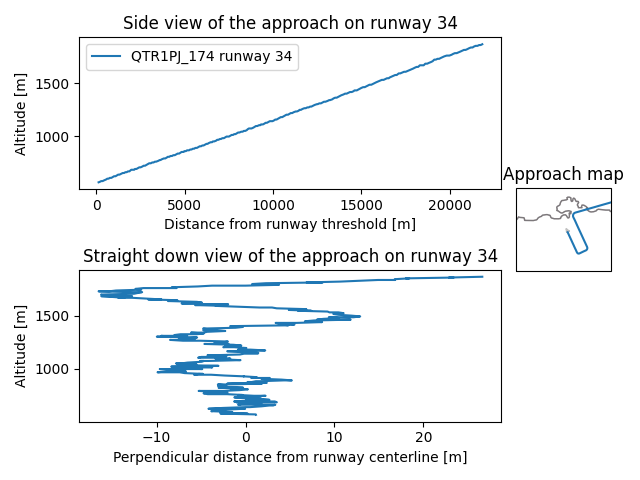 Side view of the approach on runway 34
QTR1PJ_174 runway 34
Altitude [m]
1500
1000
0 5000 10000 15000 20000
Distance from runway threshold [m]
Approach map
Straight down view of the approach on runway 34
Altitude [m]
1500
1000
−10 0 10 20
Perpendicular distance from runway centerline [m]